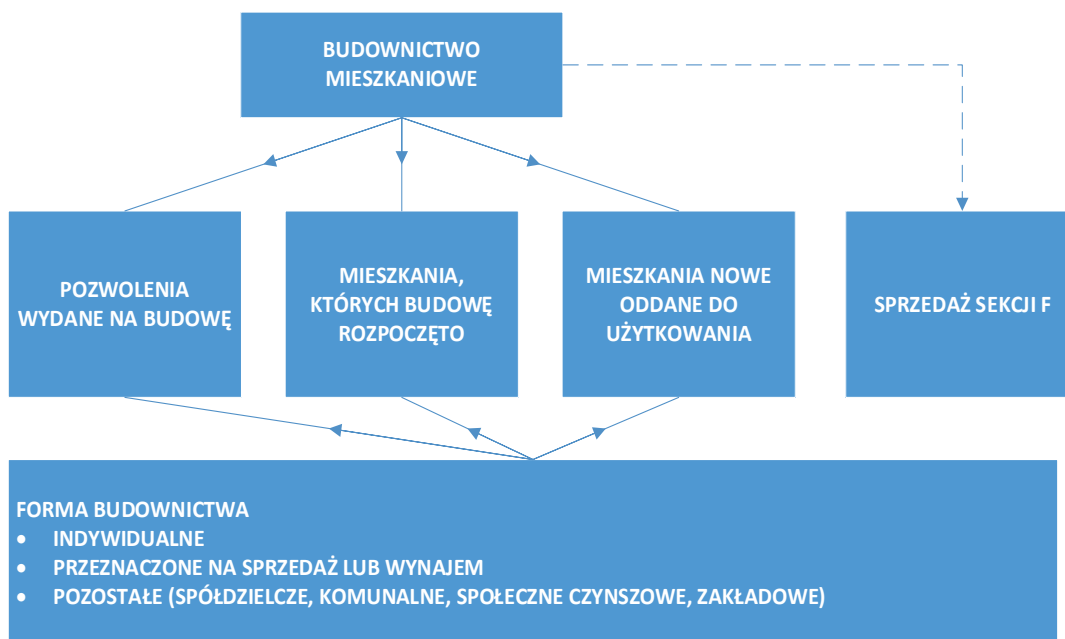 BUDOWNICTWO
MIESZKANIOWE
POZWOLENIA
WYDANE NA BUDOWĘ
MIESZKANIA,
KTÓRYCH BUDOWĘ
ROZPOCZĘTO
MIESZKANIA NOWE
ODDANE DO
UŻYTKOWANIA
SPRZEDAŻ SEKCJI F
FORMA BUDOWNICTWA
• INDYWIDUALNE
• PRZEZNACZONE NA SPRZEDAŻ LUB WYNAJEM
• POZOSTAŁE (SPÓŁDZIELCZE, KOMUNALNE, SPOŁECZNE CZYNSZOWE, ZAKŁADOWE)